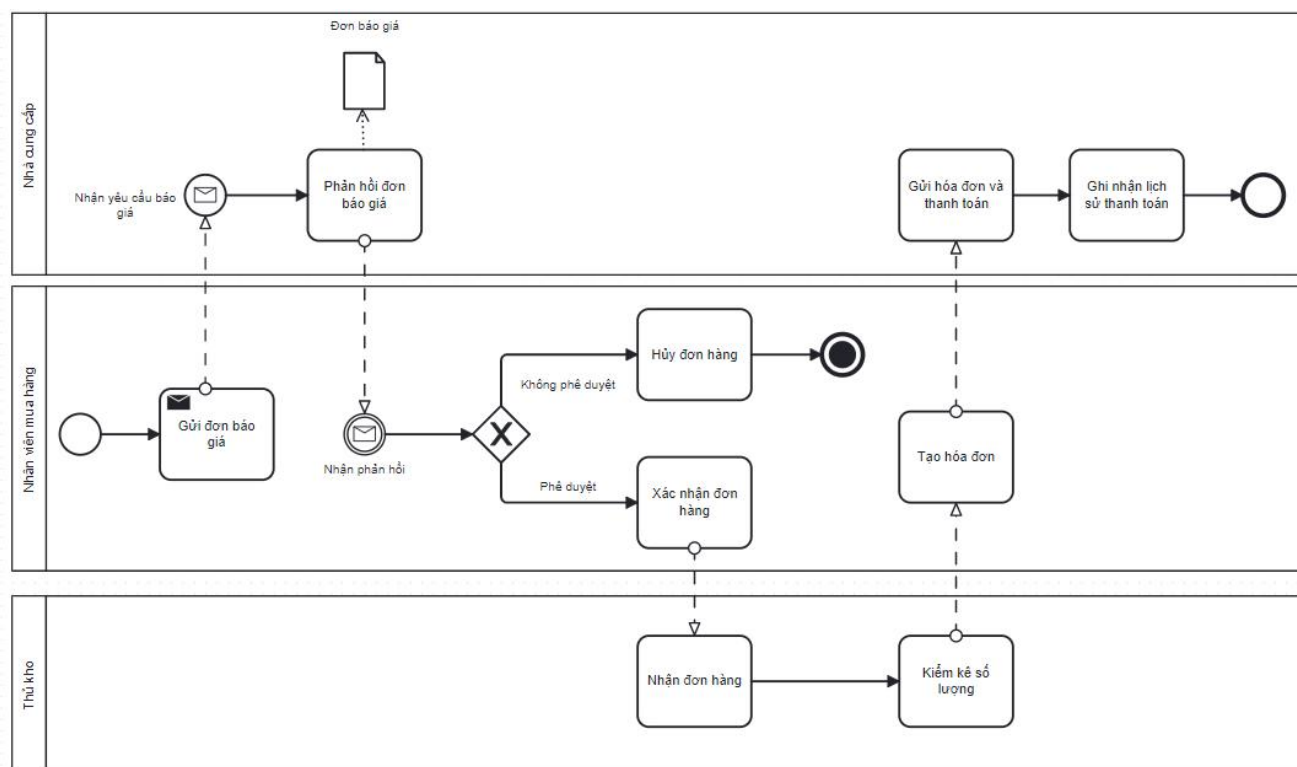 Đơn báo giá
Nhà cung cấp
Nhận yêu cầu báo
giá
Phản hồi đơn
báo giá
Gửi hóa đơn và
thanh toán
Ghi nhận lịch
sử thanh toán
Nhân viên mua hàng
Gửi đơn báo
giá
Nhận phản hồi
Không phê duyệt
Hủy đơn hàng
Phê duyệt
Xác nhận đơn
hàng
Tạo hóa đơn
Thủ kho
Nhận đơn hàng
Kiểm kê số
lượng